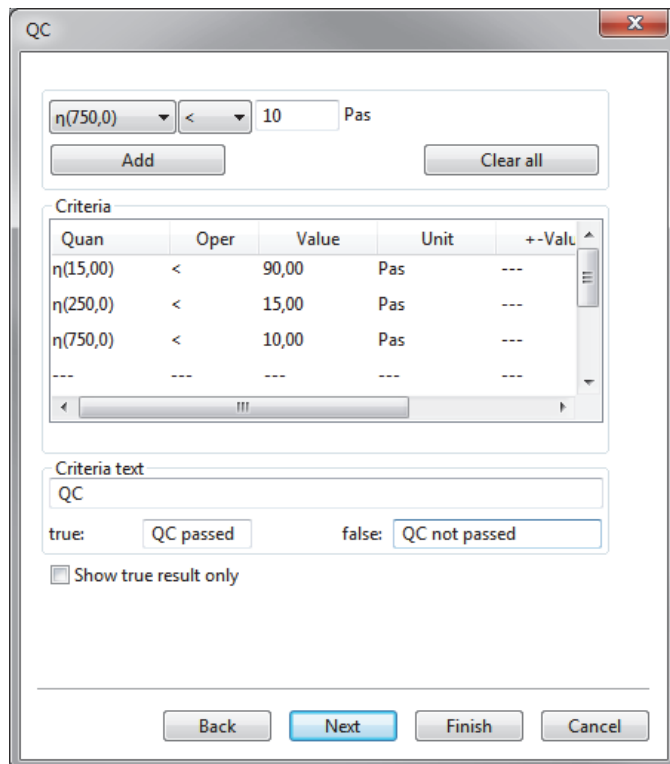 QC
η(750,0) < 10 Pas
Add Clear all
Criteria
Quan Oper Value Unit +-Valu
η(15,00) < 90,00 Pas ---
η(250,0) < 15,00 Pas ---
η(750,0) < 10,00 Pas ---
--- --- --- --- ---
Criteria text
QC
true: QC passed false: QC not passed
Show true result only
Back Next Finish Cancel